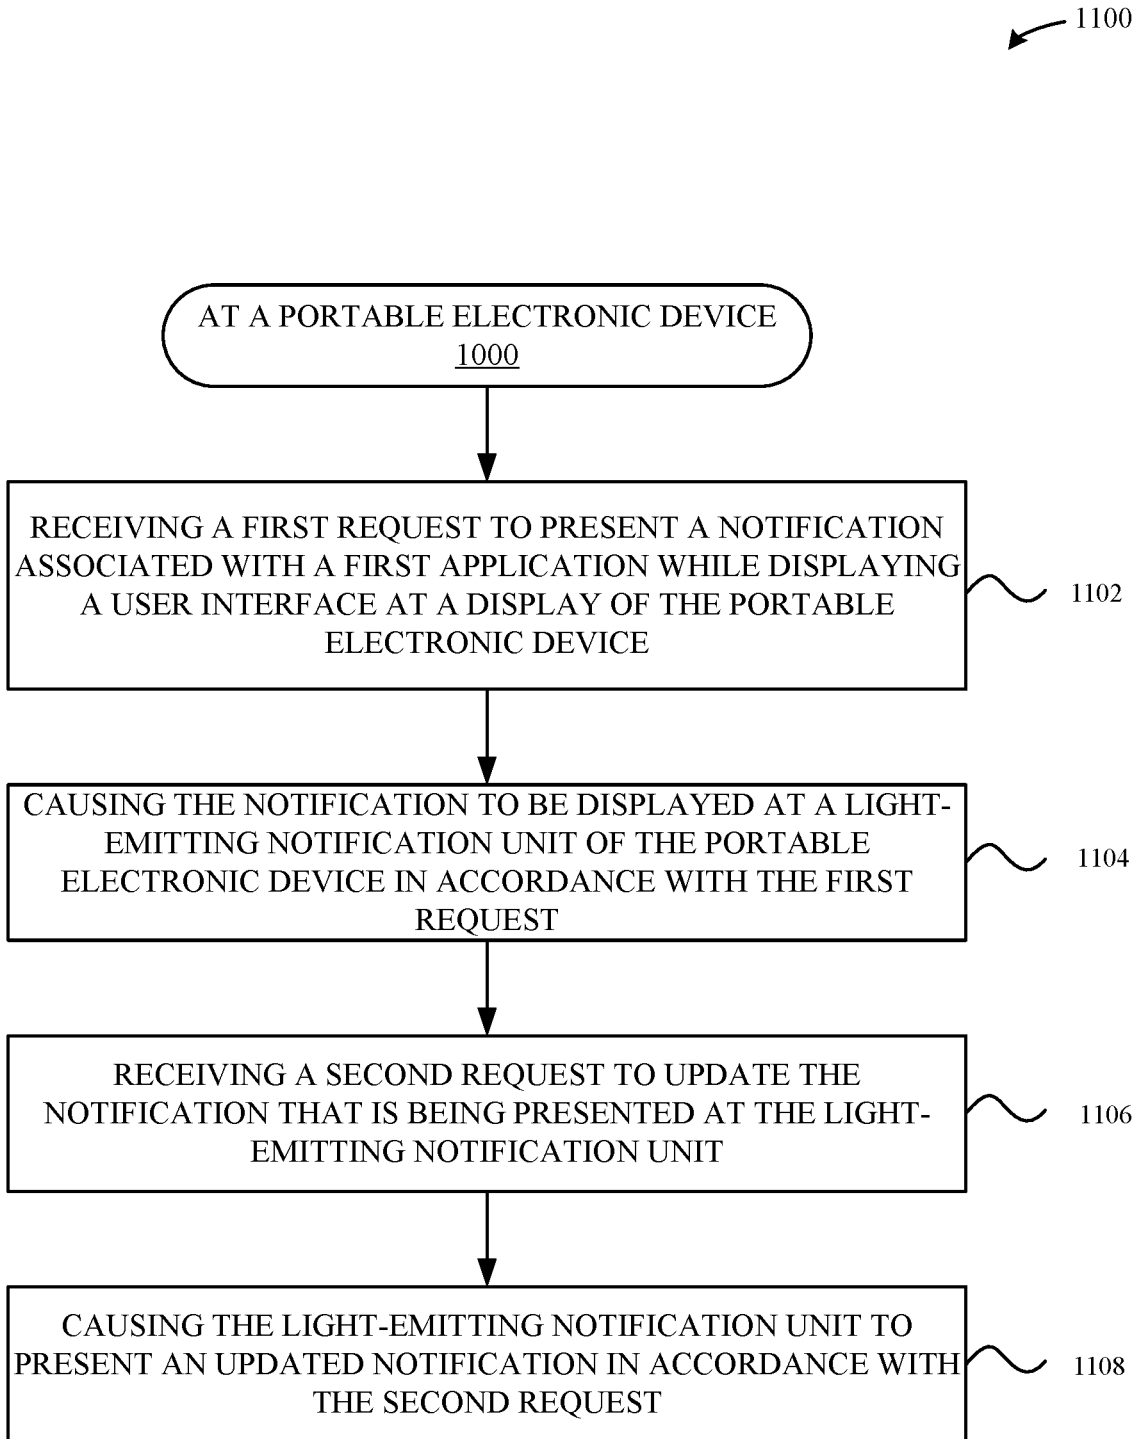 1100
AT A PORTABLE ELECTRONIC DEVICE
1000
RECEIVING A FIRST REQUEST TO PRESENT A NOTIFICATION
ASSOCIATED WITH A FIRST APPLICATION WHILE DISPLAYING
A USER INTERFACE AT A DISPLAY OF THE PORTABLE
ELECTRONIC DEVICE
1102
CAUSING THE NOTIFICATION TO BE DISPLAYED AT A LIGHT-
EMITTING NOTIFICATION UNIT OF THE PORTABLE
ELECTRONIC DEVICE IN ACCORDANCE WITH THE FIRST
REQUEST
1104
RECEIVING A SECOND REQUEST TO UPDATE THE
NOTIFICATION THAT IS BEING PRESENTED AT THE LIGHT-
EMITTING NOTIFICATION UNIT
1106
CAUSING THE LIGHT-EMITTING NOTIFICATION UNIT TO
PRESENT AN UPDATED NOTIFICATION IN ACCORDANCE WITH
THE SECOND REQUEST
1108